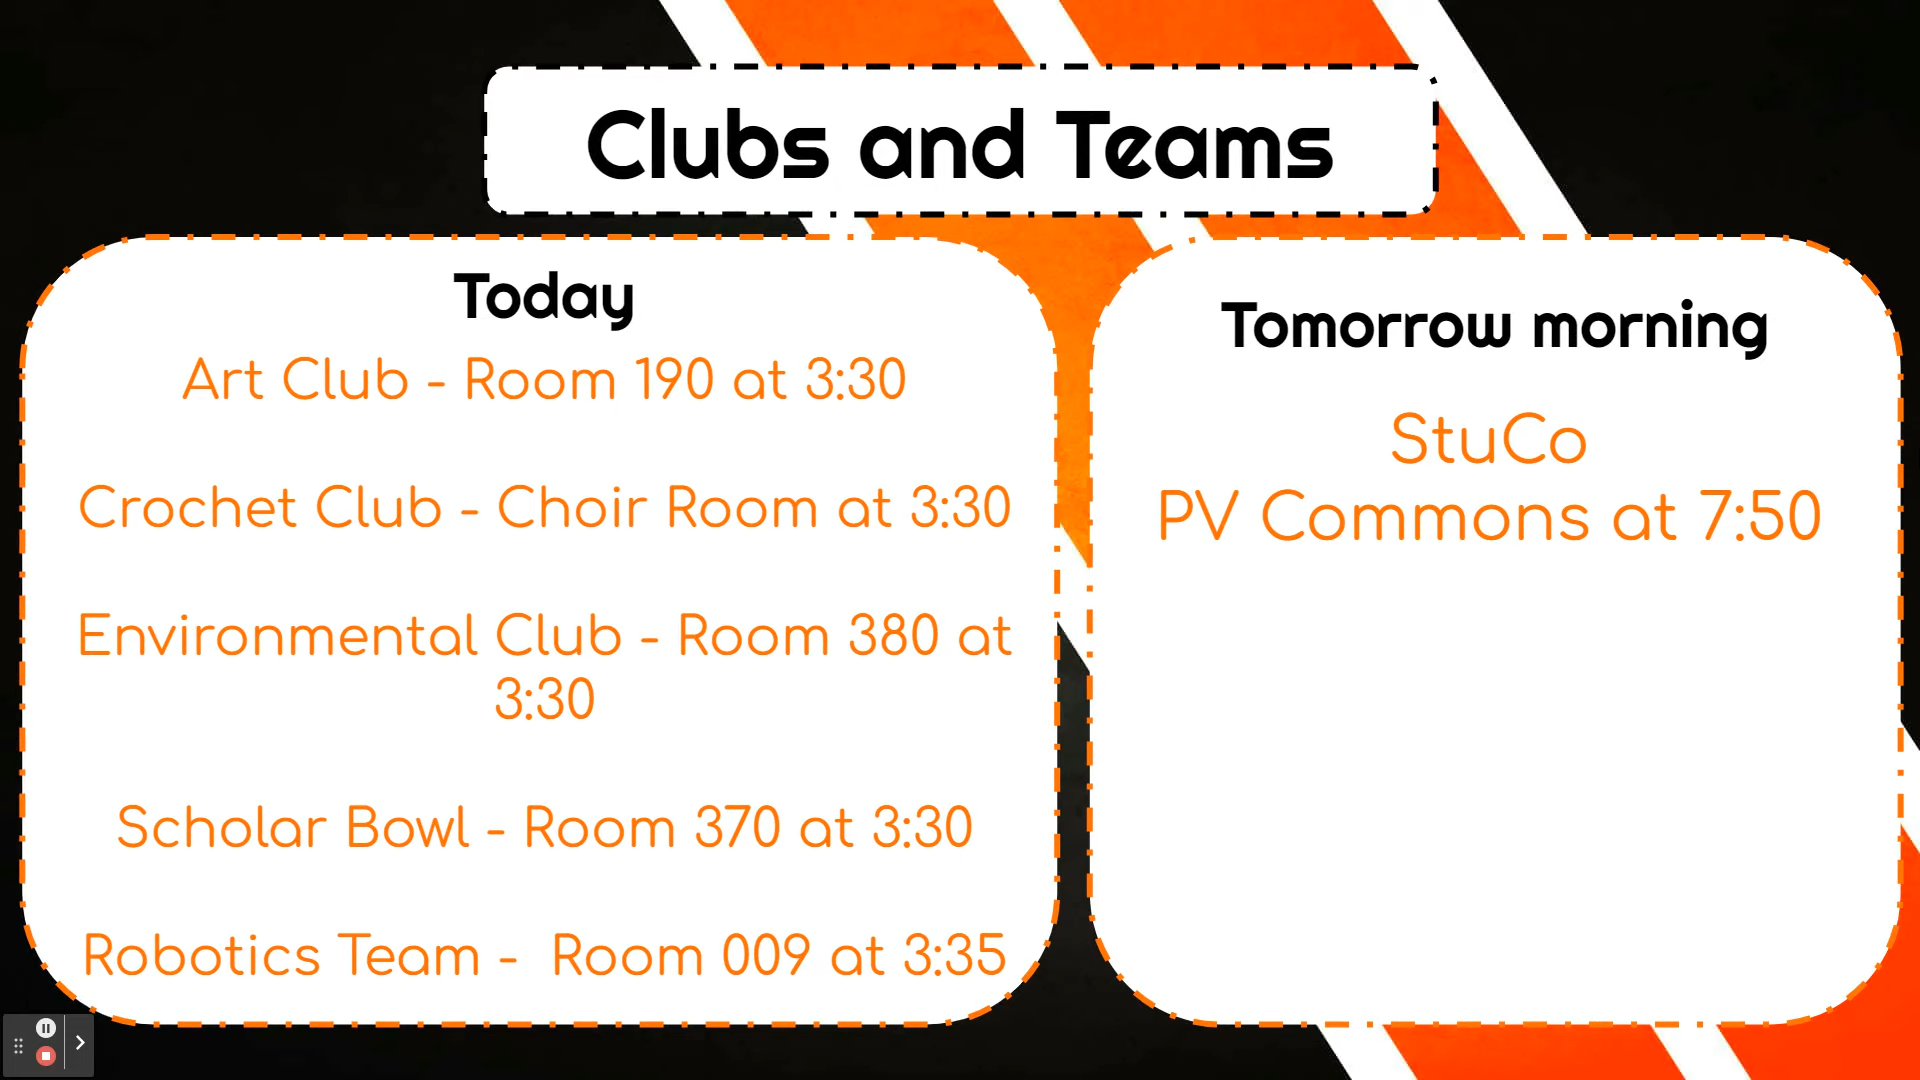 Clubs and Teams
Today
Art Club - Room 190 at 3:30
Crochet Club - Choir Room at 3:30
Environmental Club - Room 380 at
3:30
Scholar Bowl - Room 370 at 3:30
Robotics Team -  Room 009 at 3:35
Tomorrow morning
StuCo
PV Commons at 7:50